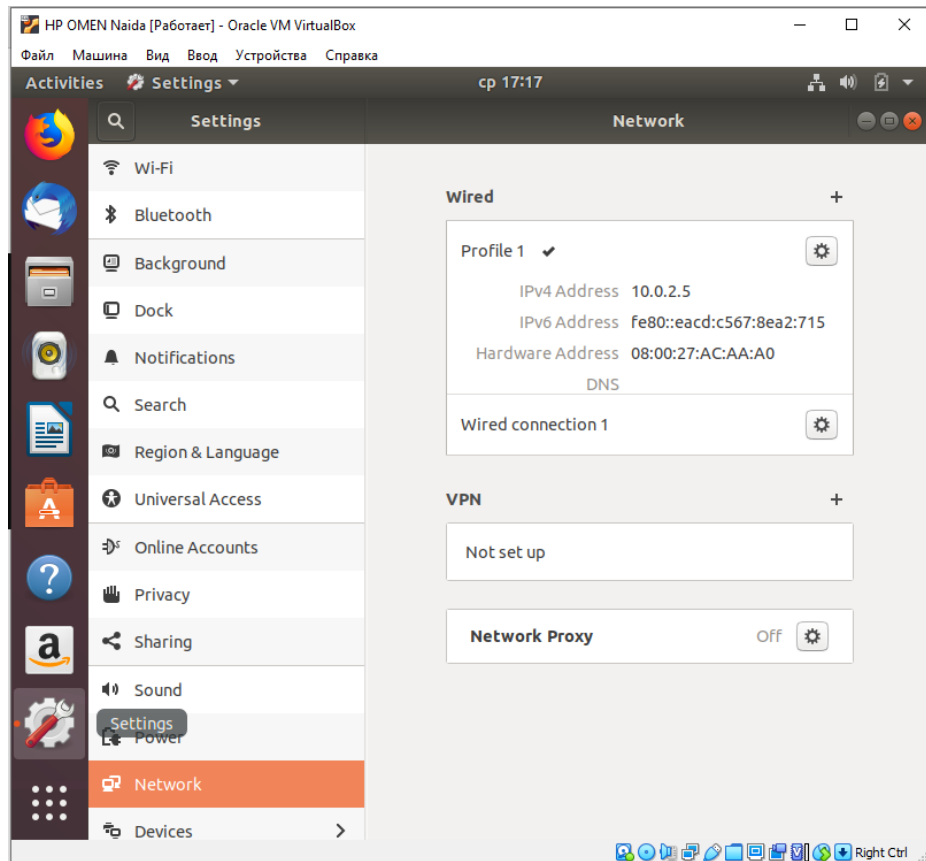 HP OMEN Naida [Работает] - Oracle VM VirtualBox
Файл Машина Вид Ввод Устройства Справка
Activities Settings ср 17:17
Settings
Network
Wi-Fi
Bluetooth
Background
Dock
Notifications
Search
Region & Language
Universal Access
Online Accounts
Privacy
Sharing
Sound
Settings
Power
Network
Devices
Wired
Profile 1
IPv4 Address 10.0.2.5
IPv6 Address fe80::eacd:c567:8ea2:715
Hardware Address 08:00:27:AC:AA:A0
DNS
Wired connection 1
VPN
Not set up
Network Proxy Off
Right Ctrl